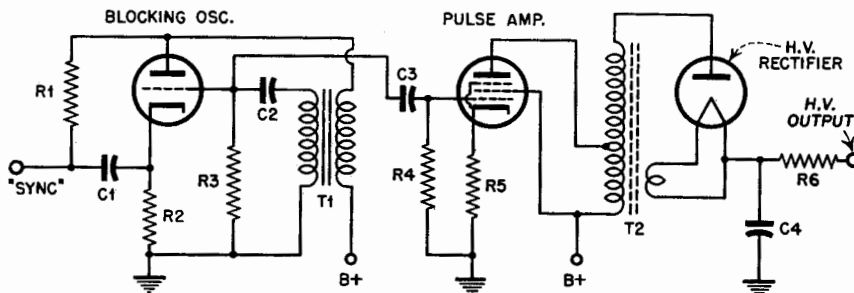 BLOCKING OSC.
PULSE AMP.
H.V.
RECTIFIER
H.V.
OUTPUT
R1
C2
C3
"SYNC"
C1
R2
R3
T1
R4
R5
T2
R6
C4
B+
B+